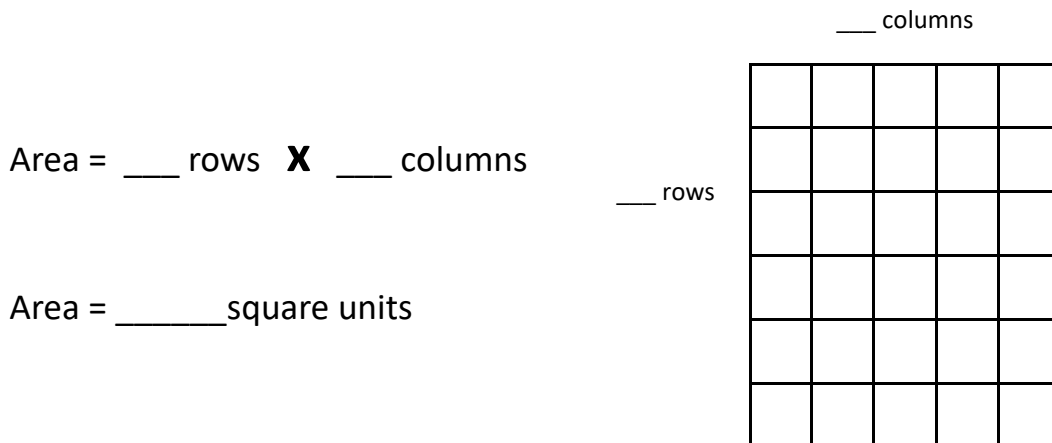 ___ columns
Area = ___ rows X ___ columns
___ rows
Area = ______square units